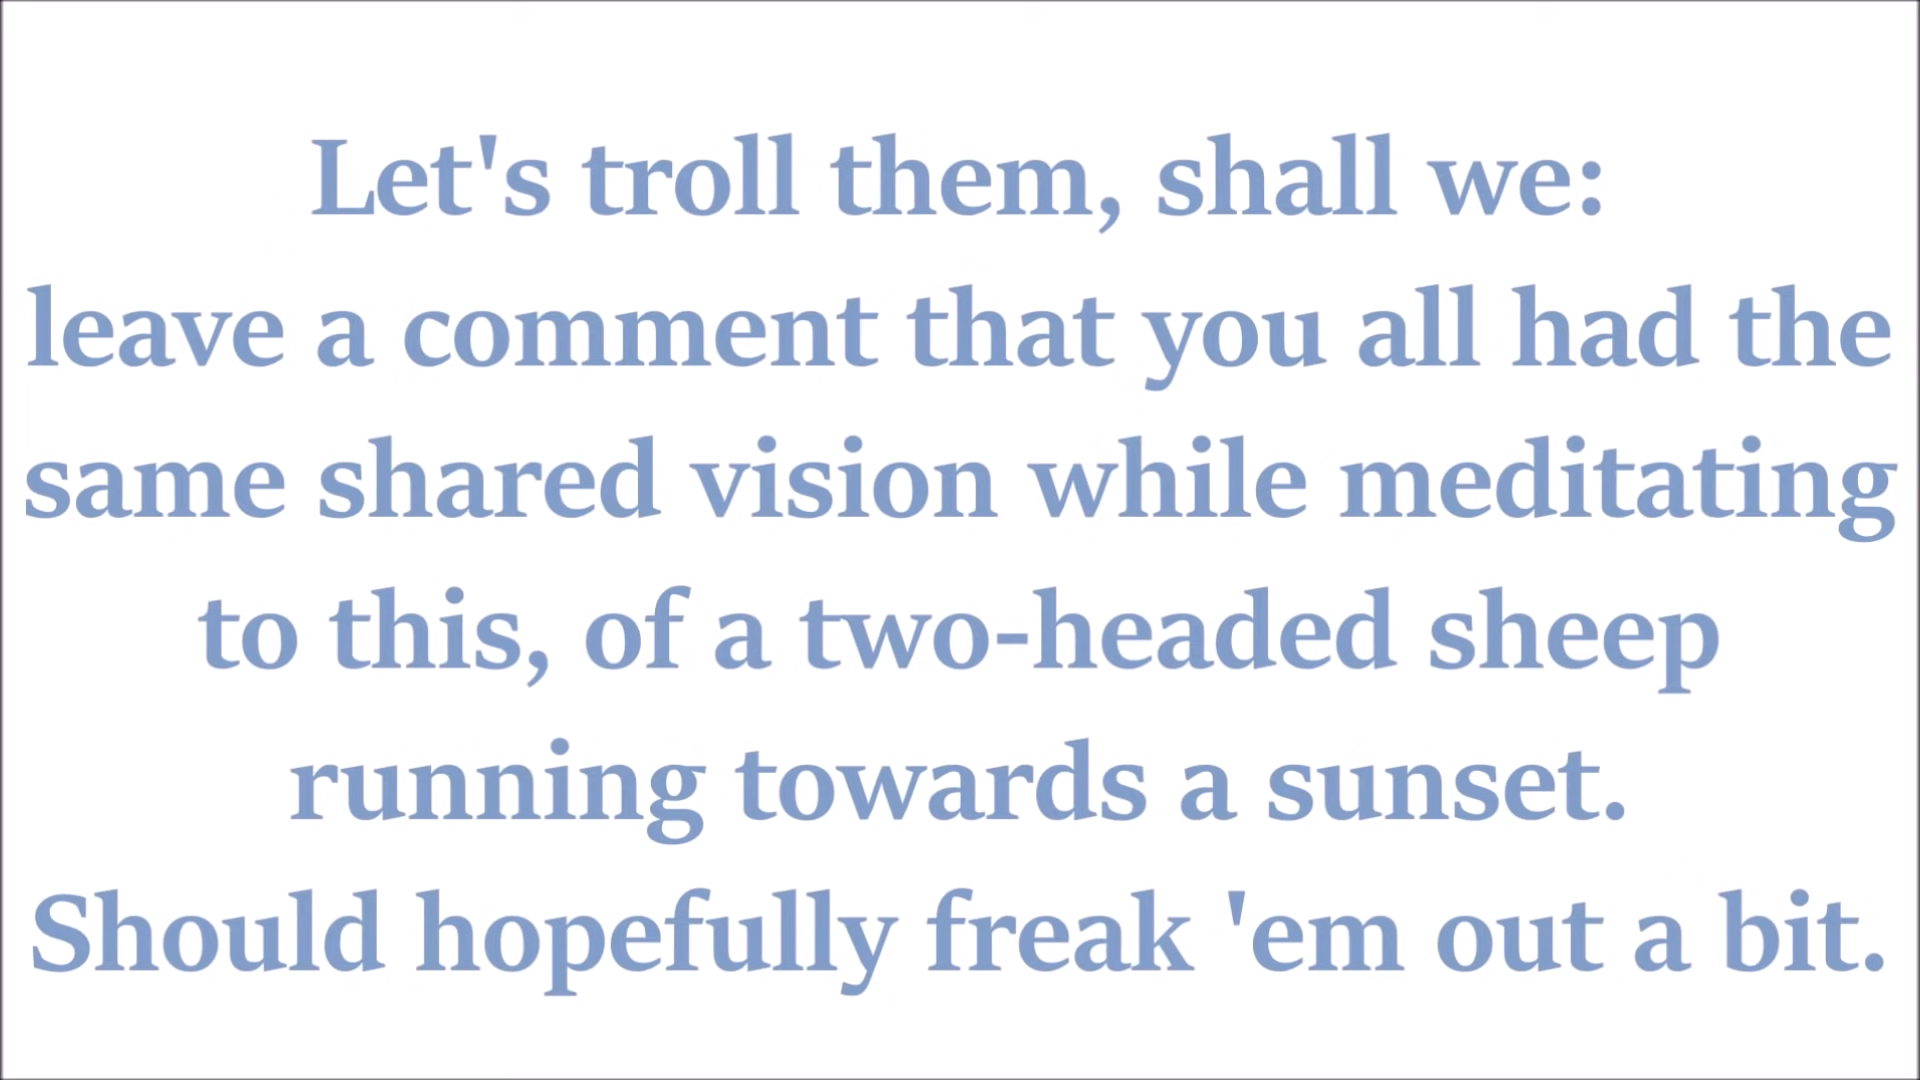 Let's troll them, shall we:
leave a comment that you all had the
same shared vision while meditating
to this, of a two-headed sheep
running towards a sunset.
Should hopefully freak 'em out a bit.